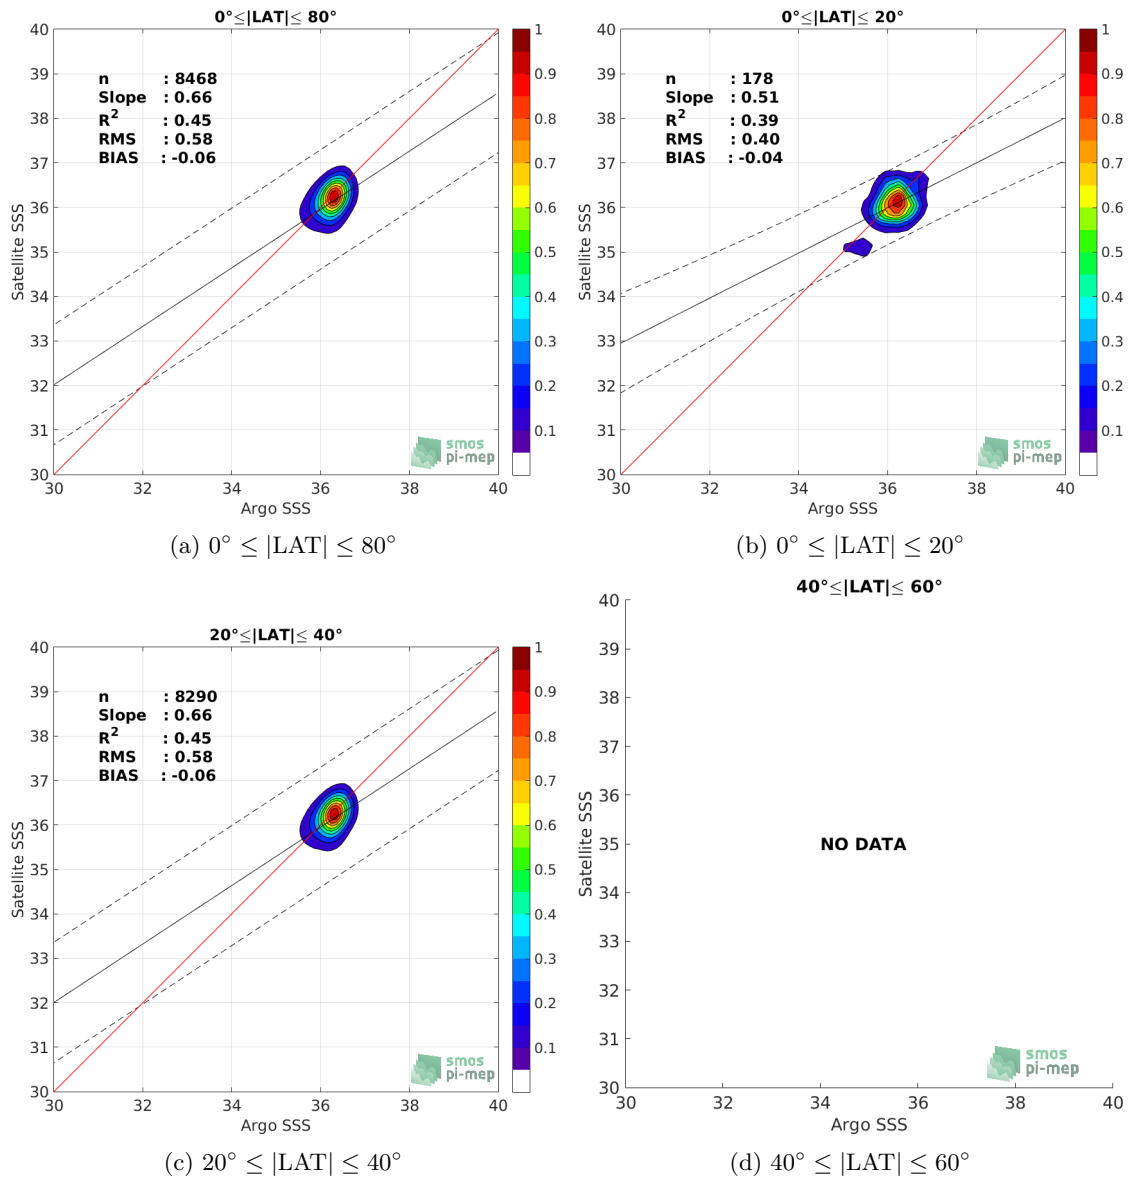 0°≤|LAT|≤ 80°
40
39
38
37
36
35
34
33
32
31
30
Satellite SSS
n : 8468
Slope : 0.66
R² : 0.45
RMS : 0.58
BIAS : -0.06
smos
pi-mep
30 32 34 36 38 40
Argo SSS
1
0.9
0.8
0.7
0.6
0.5
0.4
0.3
0.2
0.1
(a) 0° ≤ |LAT| ≤ 80°
0°≤|LAT|≤ 20°
40
39
38
37
36
35
34
33
32
31
30
Satellite SSS
n : 178
Slope : 0.51
R² : 0.39
RMS : 0.40
BIAS : -0.04
smos
pi-mep
30 32 34 36 38 40
Argo SSS
1
0.9
0.8
0.7
0.6
0.5
0.4
0.3
0.2
0.1
(b) 0° ≤ |LAT| ≤ 20°
20°≤|LAT|≤ 40°
40
39
38
37
36
35
34
33
32
31
30
Satellite SSS
n : 8290
Slope : 0.66
R² : 0.45
RMS : 0.58
BIAS : -0.06
smos
pi-mep
30 32 34 36 38 40
Argo SSS
1
0.9
0.8
0.7
0.6
0.5
0.4
0.3
0.2
0.1
(c) 20° ≤ |LAT| ≤ 40°
40°≤|LAT|≤ 60°
40
39
38
37
36
35
34
33
32
31
30
Satellite SSS
NO DATA
smos
pi-mep
30 32 34 36 38 40
Argo SSS
(d) 40° ≤ |LAT| ≤ 60°